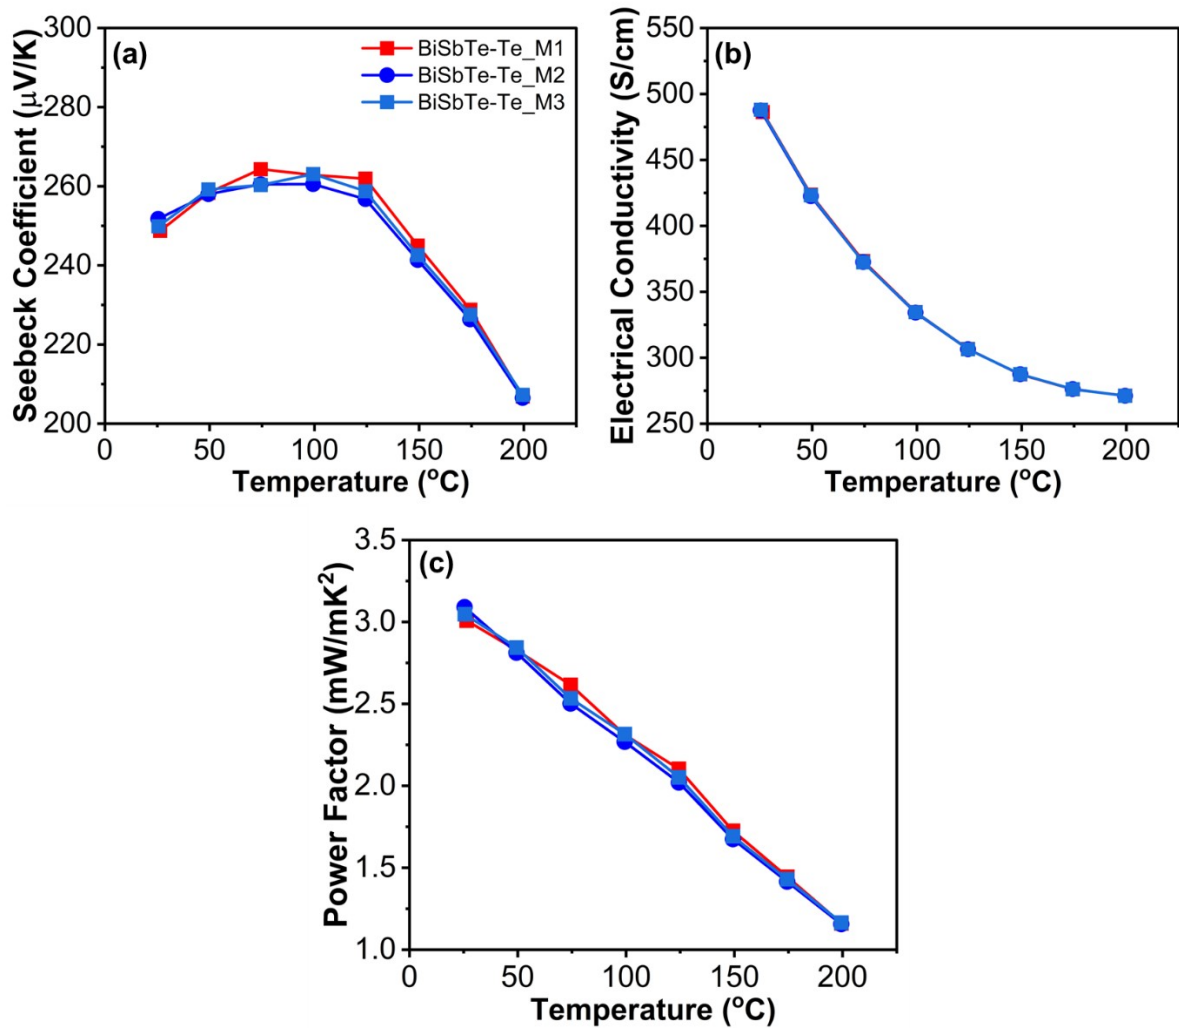 (a)
BiSbTe-Te_M1
BiSbTe-Te_M2
BiSbTe-Te_M3
Seebeck Coefficient (μV/K)
300
280
260
240
220
200
0 50 100 150 200
Temperature (oC)
(b)
Electrical Conductivity (S/cm)
550
500
450
400
350
300
250
0 50 100 150 200
Temperature (oC)
(c)
Power Factor (mW/mK²)
3.5
3.0
2.5
2.0
1.5
1.0
0 50 100 150 200
Temperature (oC)